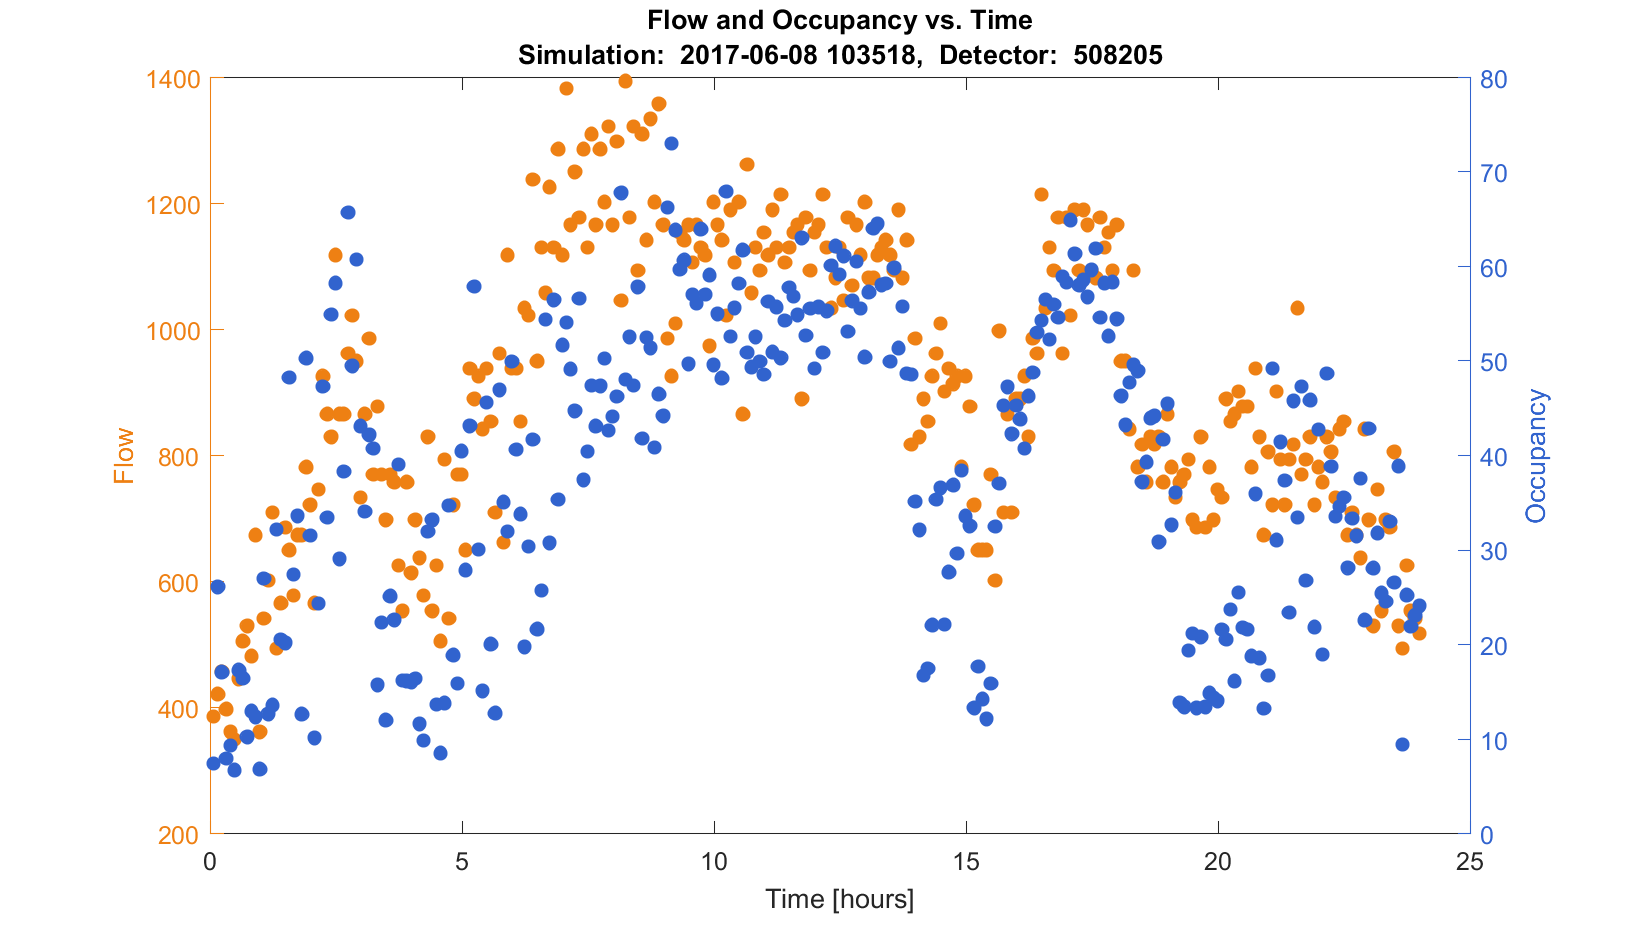 Flow and Occupancy vs. Time
Simulation:  2017-06-08 103518,  Detector:  508205
1400
1200
1000
800
600
400
200
Flow
80
70
60
50
40
30
20
10
0
Occupancy
0 5 10 15 20 25
Time [hours]